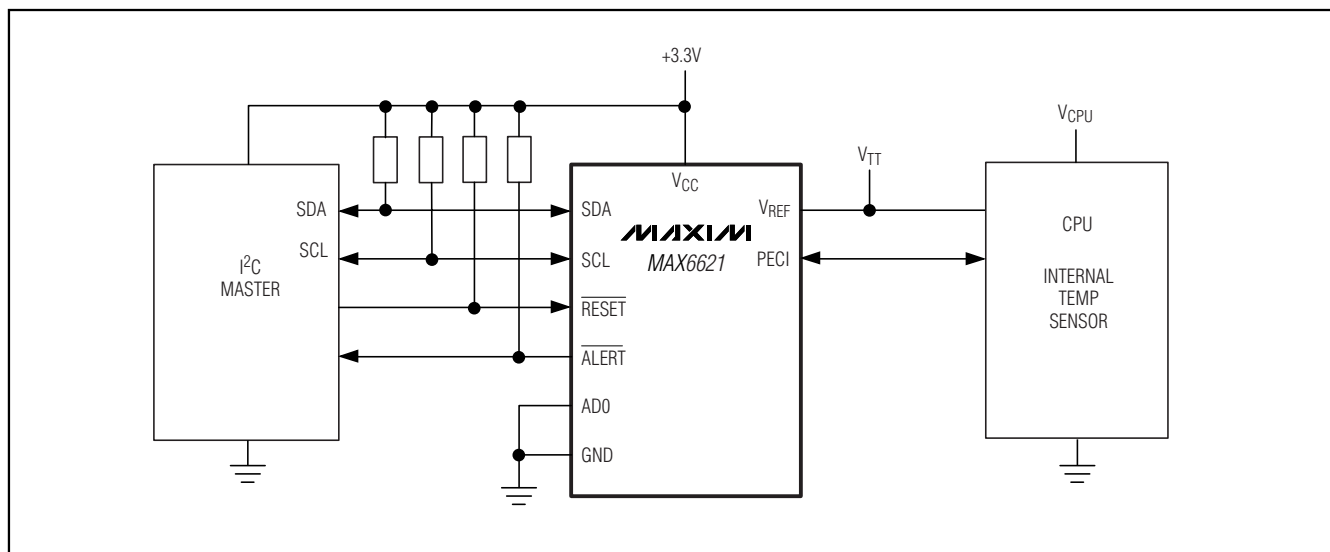 +3.3V
V_CPU
V_TT
V_CC
SDA
SDA
V_REF
MAXIM
MAX6621
CPU
SCL
SCL
PECI
I²C
MASTER
INTERNAL
TEMP
SENSOR
RESET
ALERT
AD0
GND